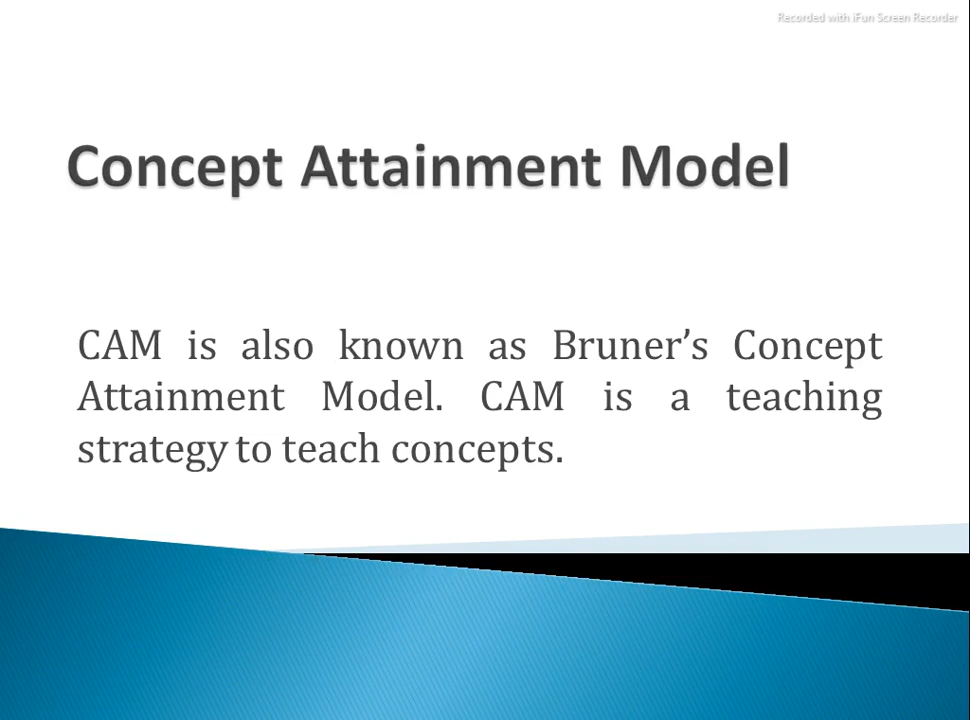 Recorded with iFun Screen Recorder
Concept Attainment Model
CAM is also known as Bruner’s Concept
Attainment Model. CAM is a teaching
strategy to teach concepts.